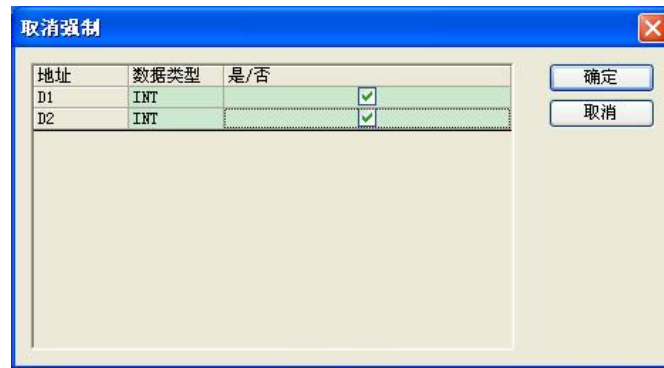 取消强制
地址 数据类型 是/否
D1 INT
D2 INT
确定
取消